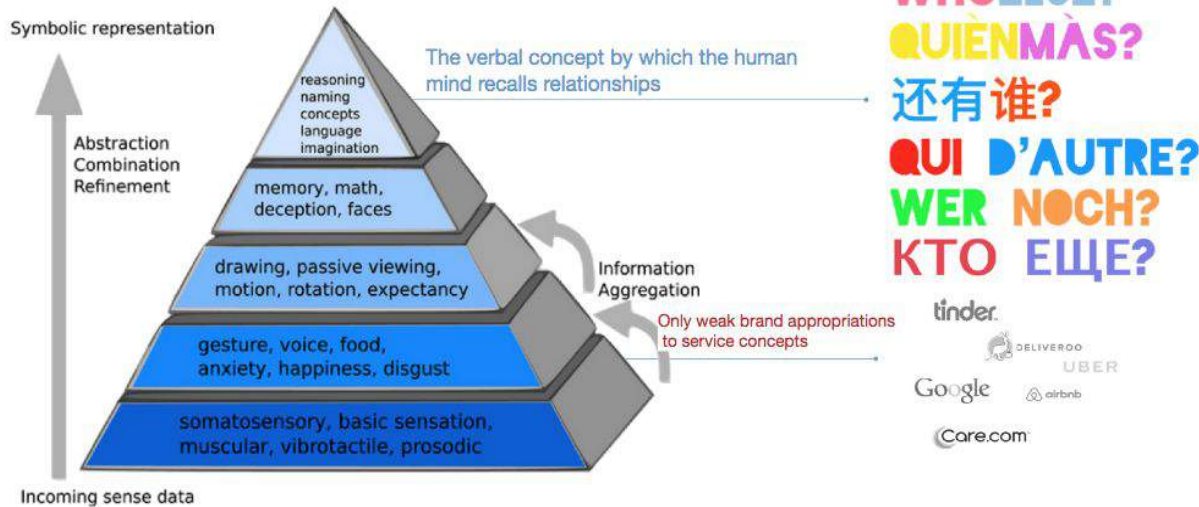 Symbolic representation
Abstraction
Combination
Refinement
Incoming sense data
reasoning
naming
concepts
language
imagination
memory, math,
deception, faces
drawing, passive viewing,
motion, rotation, expectancy
gesture, voice, food,
anxiety, happiness, disgust
somatosensory, basic sensation,
muscular, vibrotactile, prosodic
Information
Aggregation
The verbal concept by which the human
mind recalls relationships
Only weak brand appropriations
to service concepts
WHOELSE?
QUIÈNMÀS?
还有谁?
QUI D'AUTRE?
WER NOCH?
КТО ЕЩЕ?
tinder
DELIVEROO
UBER
Google
airbnb
Care.com